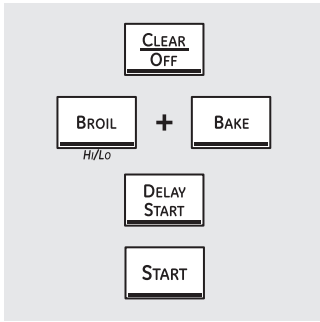 CLEAR
OFF
BROIL + BAKE
Hi/Lo
DELAY
START
START